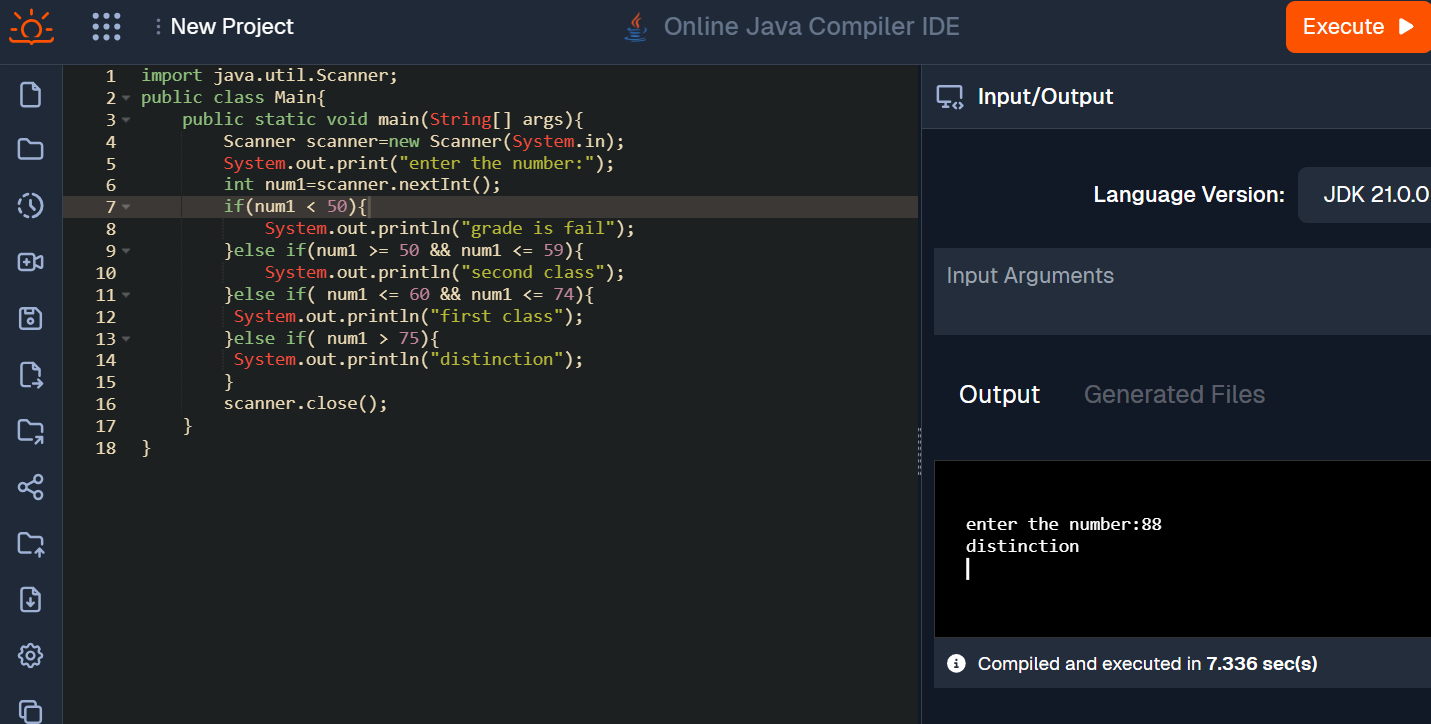 New Project
Online Java Compiler IDE
Execute
1 import java.util.Scanner;
2 public class Main{
3     public static void main(String[] args){
4         Scanner scanner=new Scanner(System.in);
5         System.out.print("enter the number:");
6         int num1=scanner.nextInt();
7         if(num1 < 50){
8             System.out.println("grade is fail");
9         }else if(num1 >= 50 && num1 <= 59){
10             System.out.println("second class");
11         }else if( num1 <= 60 && num1 <= 74){
12          System.out.println("first class");
13         }else if( num1 > 75){
14          System.out.println("distinction");
15         }
16         scanner.close();
17     }
18 }
Input/Output
Language Version:
JDK 21.0.0
Input Arguments
Output
Generated Files
enter the number:88
distinction
Compiled and executed in 7.336 sec(s)